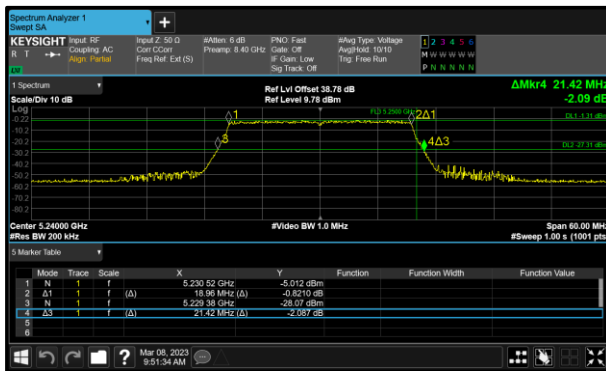 Spectrum Analyzer 1
Swept SA
KEYSIGHT Input: RF Input Z: 50 Ω #Atten: 6 dB PNO: Fast #Avg Type: Voltage 1 2 3 4 5 6
R T Coupling: AC Corr CCorr Preamp: 8.40 GHz Gate: Off Avg|Hold: 10/10 M W W W W W
Align: Partial Freq Ref: Ext (S) IF Gain: Low Trig: Free Run
Sig Track: Off P N N N N N
1 Spectrum Ref Lvl Offset 38.78 dB ΔMkr4 21.42 MHz
Scale/Div 10 dB Ref Level 9.78 dBm -2.09 dB
Log
-0.22 1 2Δ1 DL1 -1.31 dBm
-10.2
-20.2 3 4Δ3 DL2 -27.31 dBm
-30.2
-40.2
-50.2
-60.2
-70.2
-80.2
Center 5.24000 GHz #Video BW 1.0 MHz Span 60.00 MHz
#Res BW 200 kHz #Sweep 1.00 s (1001 pts)
5 Marker Table
Mode Trace Scale X Y Function Function Width Function Value
1 N 1 f 5.230 52 GHz -5.012 dBm
2 Δ1 1 f (Δ) 18.96 MHz (Δ) -0.8210 dB
3 N 1 f 5.229 38 GHz -28.07 dBm
4 Δ3 1 f (Δ) 21.42 MHz (Δ) -2.087 dB
5
6
? Mar 08, 2023
9:51:34 AM